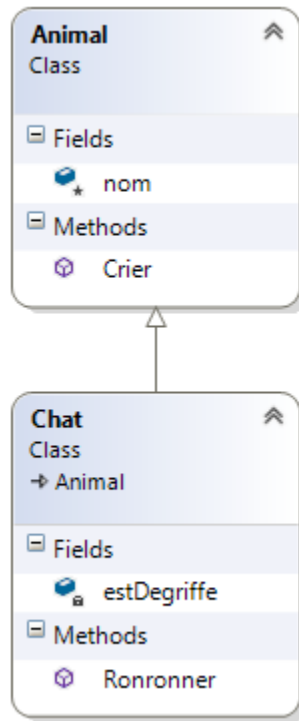 Animal
Class
Fields
nom
Methods
Crier
Chat
Class
Animal
Fields
estDegriffe
Methods
Ronronner